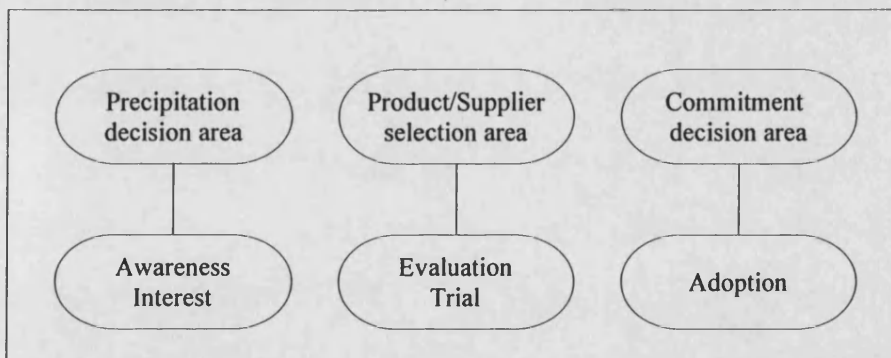 Precipitation
decision area
Product/Supplier
selection area
Commitment
decision area
Awareness
Interest
Evaluation
Trial
Adoption